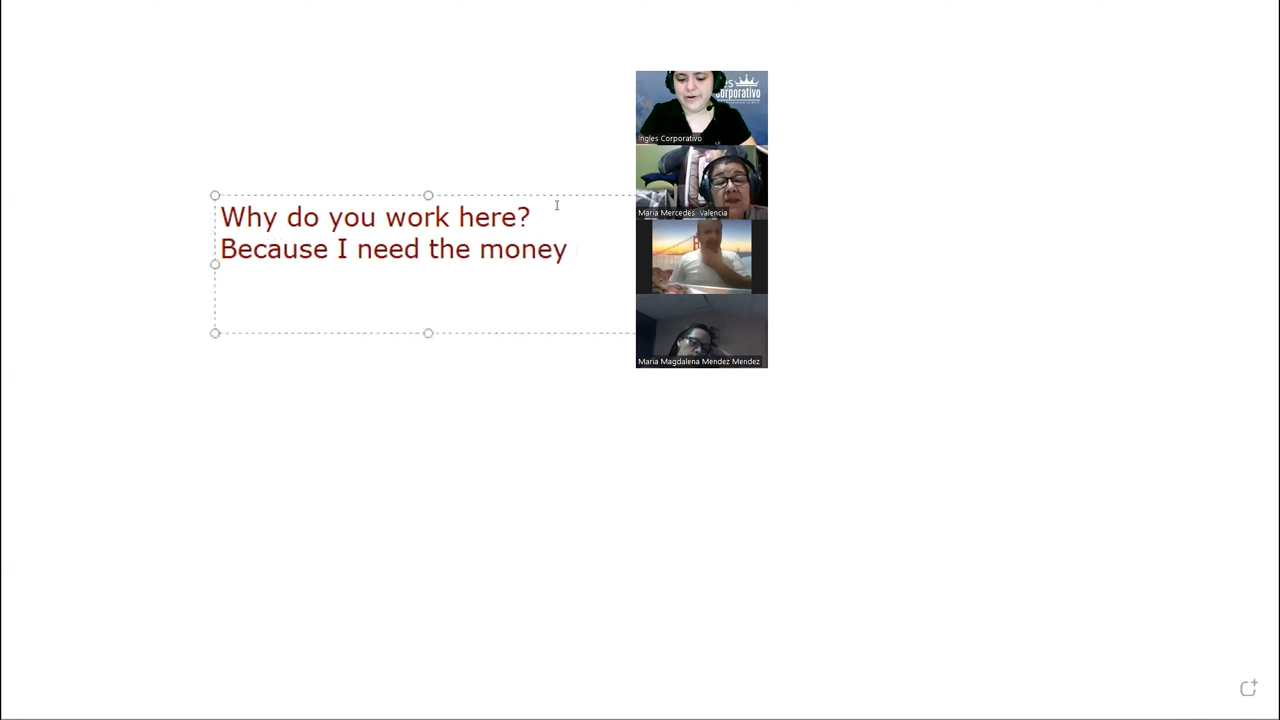 Why do you work here?
Because I need the money
corporativo
Ingles Corporativo
Maria Mercedes Valencia
Maria Magdalena Mendez Mendez